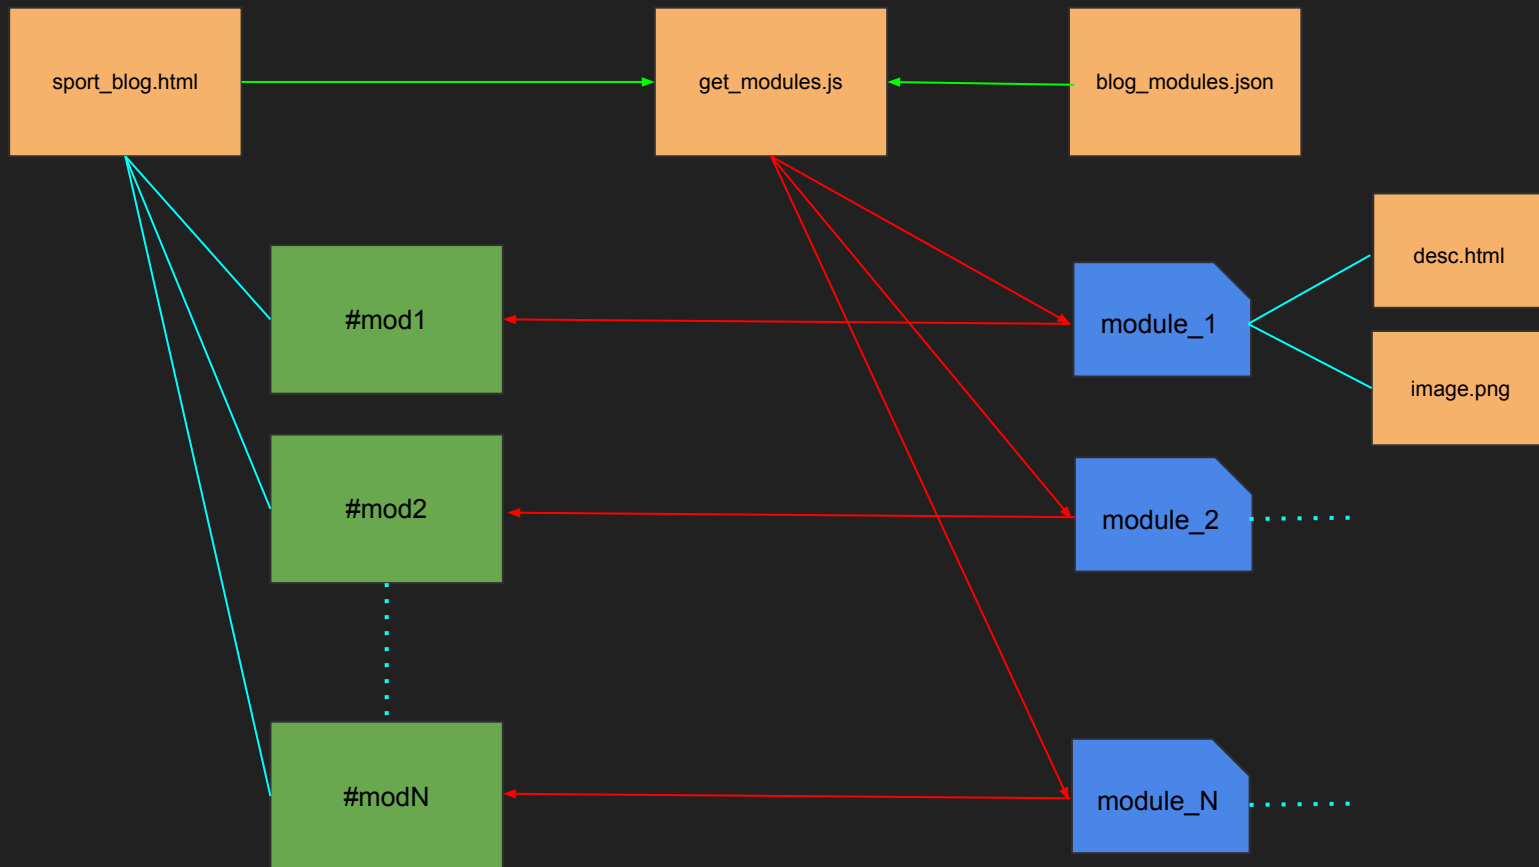 sport_blog.html
get_modules.js
blog_modules.json
desc.html
#mod1
module_1
image.png
#mod2
module_2
#modN
module_N